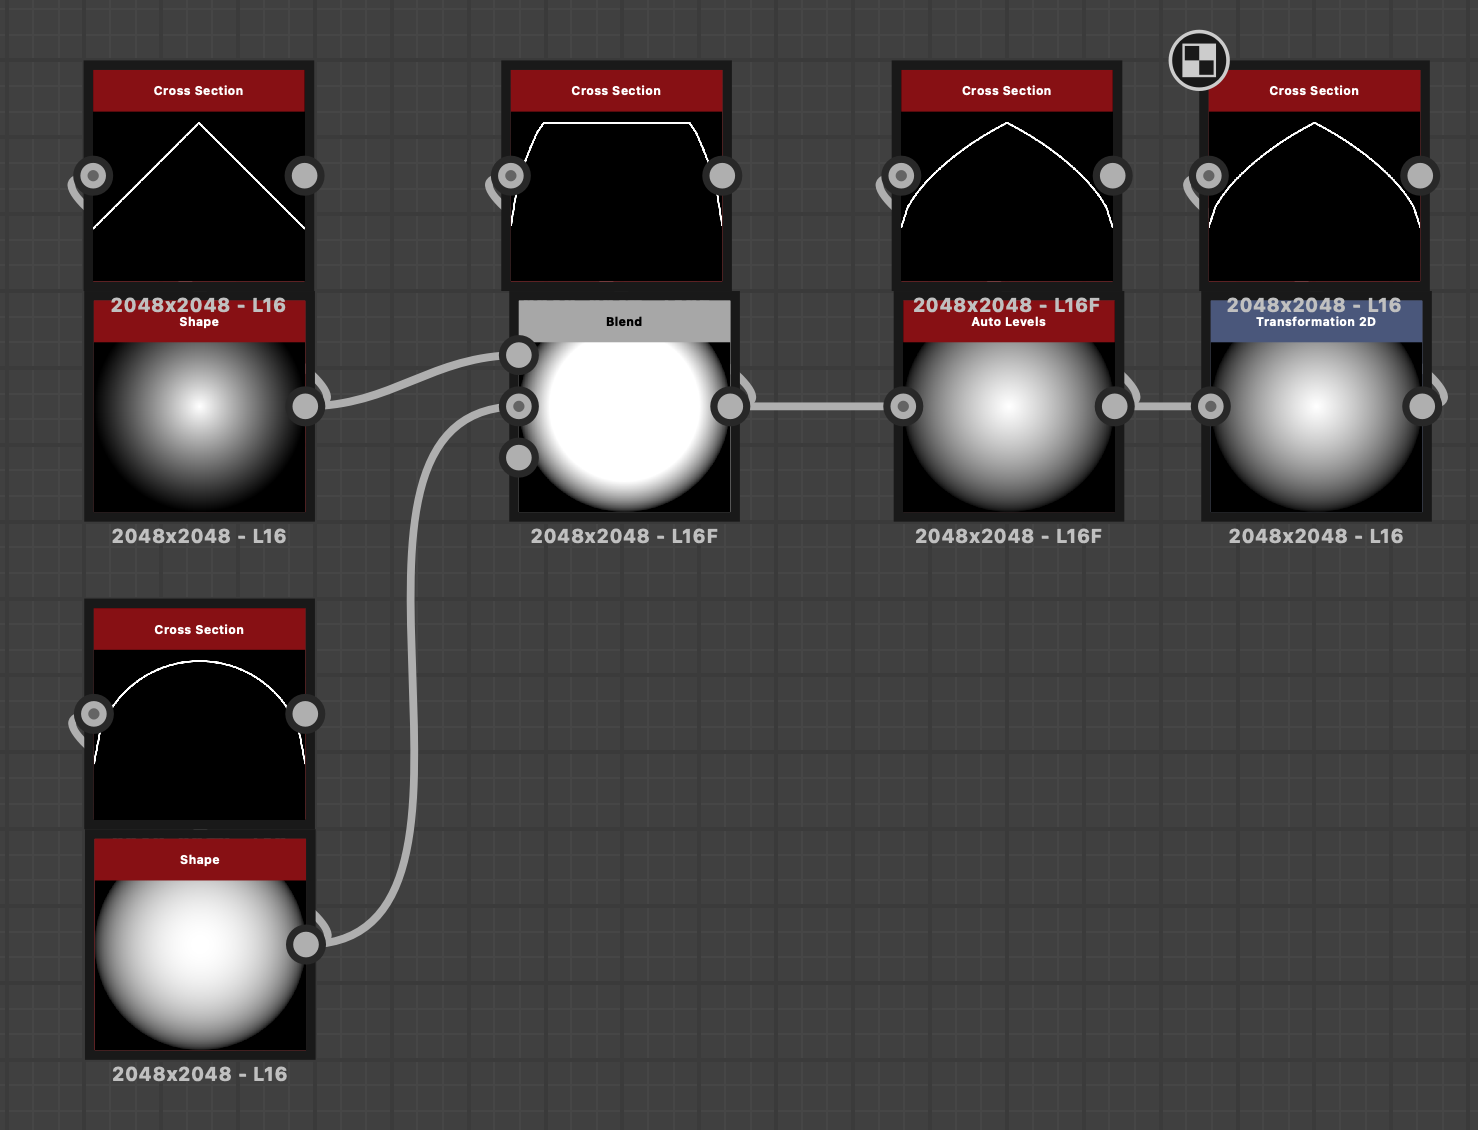 Cross Section
Cross Section
Cross Section
Cross Section
2048x2048 - L16
2048x2048 - L16F
2048x2048 - L16
Shape
Blend
Auto Levels
Transformation 2D
2048x2048 - L16
2048x2048 - L16F
2048x2048 - L16F
2048x2048 - L16
Cross Section
Shape
2048x2048 - L16